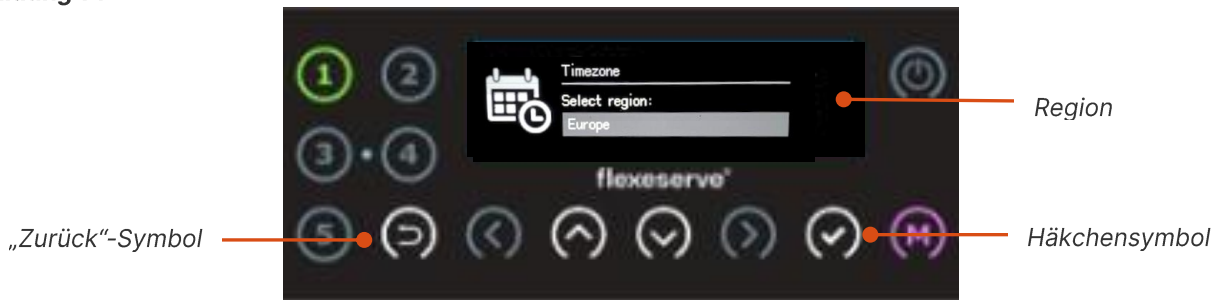 1
2
Timezone
Select region:
Europe
Region
3
4
flexeserve
5
M
„Zurück“-Symbol
Häkchensymbol